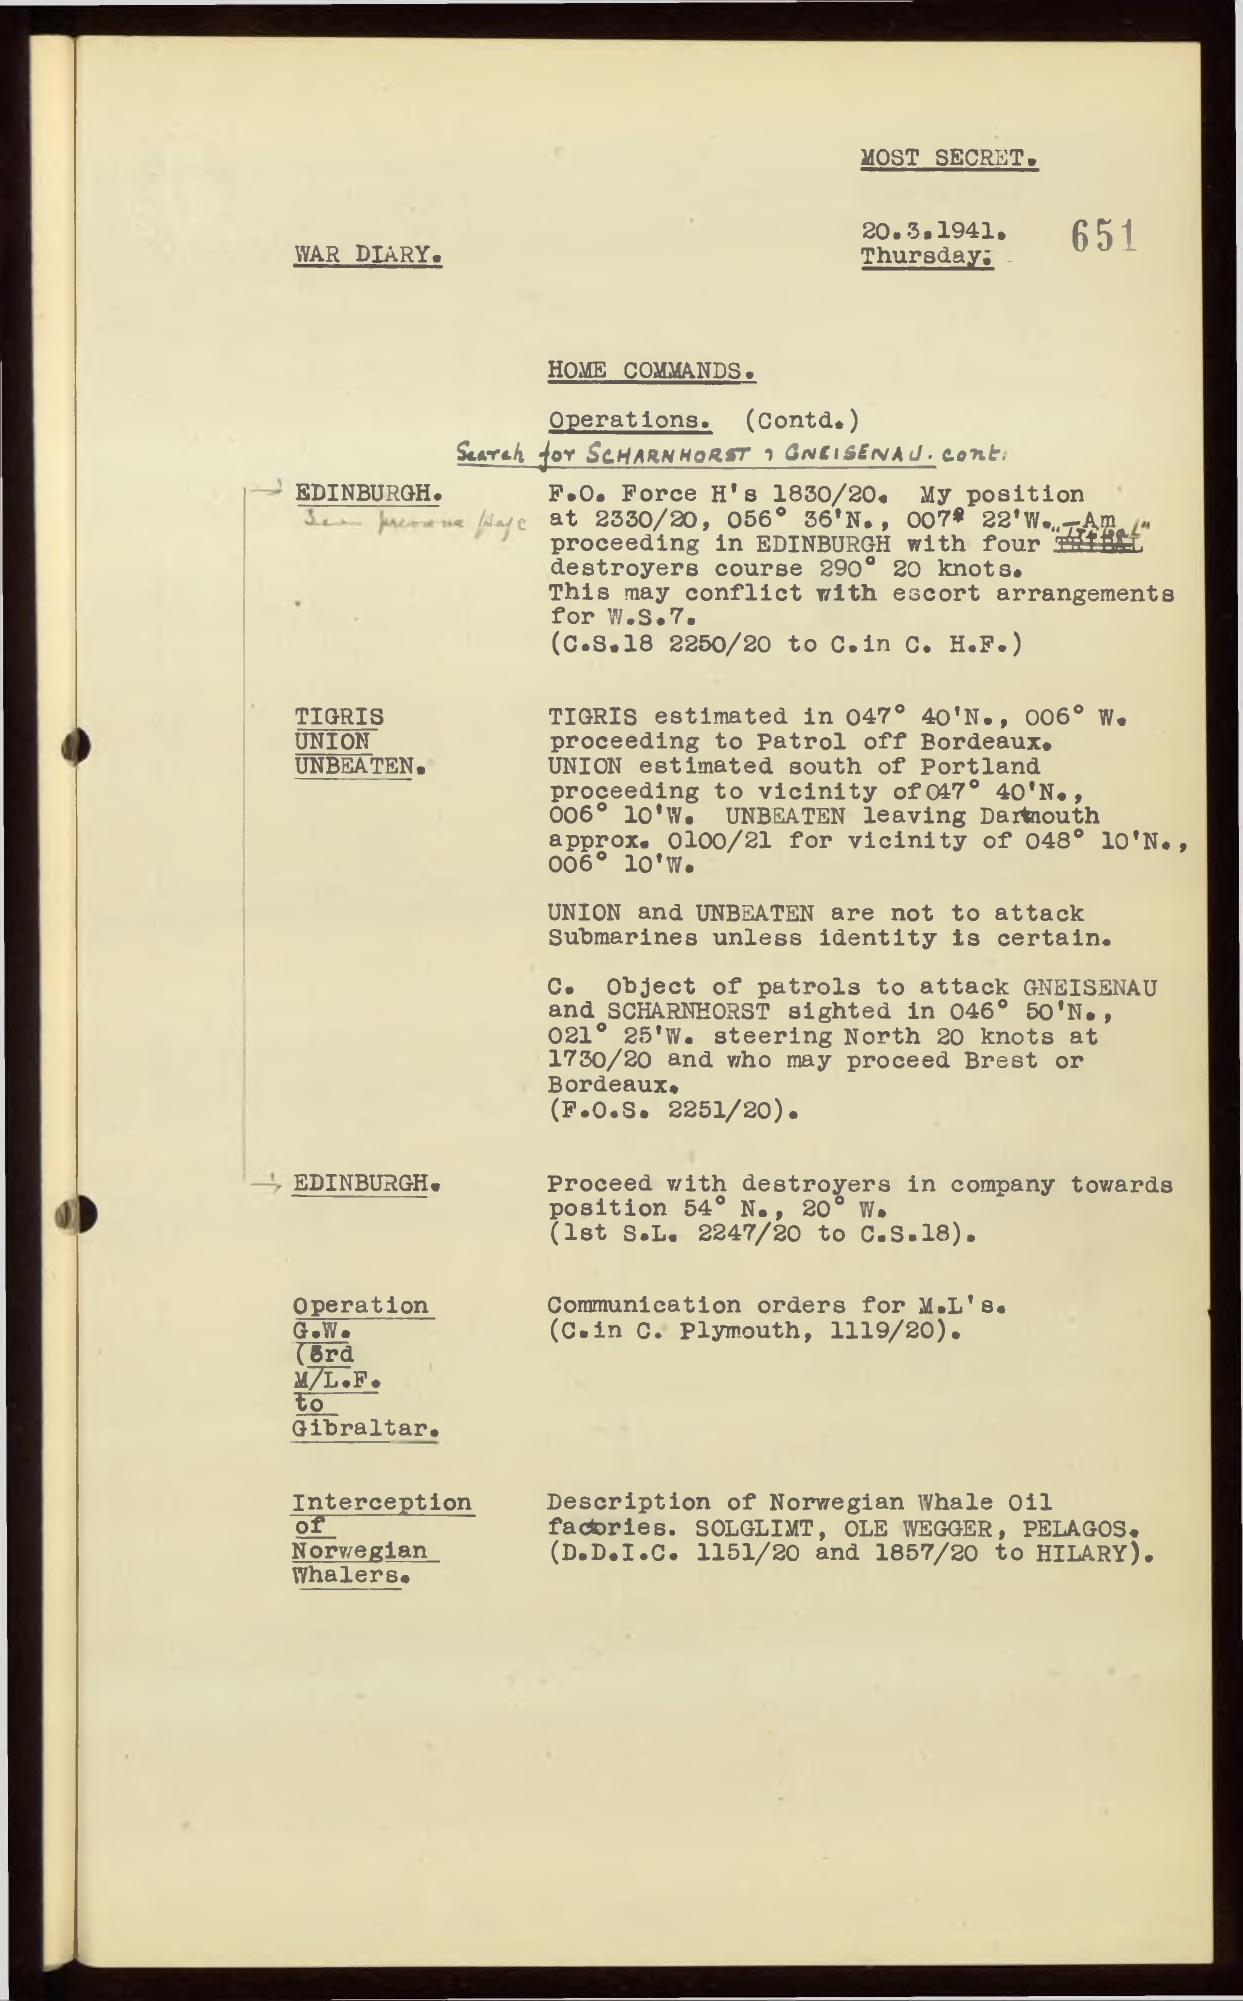 MOST SECRET.
20.3.1941.
651
WAR DIARY.
Thursday.
HOME COMMANDS.
Operations. (Contd.)
Search for SCHARNHORST & GNEISENAU. cont.
EDINBURGH.
See previous page
F.O. Force H's 1830/20. My position
at 2330/20, 056° 36'N., 007° 22'W. Am
"Tribal"
proceeding in EDINBURGH with four TRIBAL
destroyers course 290° 20 knots.
This may conflict with escort arrangements
for W.S.7.
(C.S.18 2250/20 to C.in C. H.F.)
TIGRIS
UNION
UNBEATEN.
TIGRIS estimated in 047° 40'N., 006° W.
proceeding to Patrol off Bordeaux.
UNION estimated south of Portland
proceeding to vicinity of 047° 40'N.,
006° 10'W. UNBEATEN leaving Dartmouth
approx. 0100/21 for vicinity of 048° 10'N.,
006° 10'W.
UNION and UNBEATEN are not to attack
Submarines unless identity is certain.
C. Object of patrols to attack GNEISENAU
and SCHARNHORST sighted in 046° 50'N.,
021° 25'W. steering North 20 knots at
1730/20 and who may proceed Brest or
Bordeaux.
(F.O.S. 2251/20).
EDINBURGH.
Proceed with destroyers in company towards
position 54° N., 20° W.
(1st S.L. 2247/20 to C.S.18).
Operation
G.W.
(3rd
M/L.F.
to
Gibraltar.
Communication orders for M.L's.
(C.in C. Plymouth, 1119/20).
Interception
of
Norwegian
Whalers.
Description of Norwegian Whale Oil
factories. SOLGLIMT, OLE WEGGER, PELAGOS.
(D.D.I.C. 1151/20 and 1857/20 to HILARY).